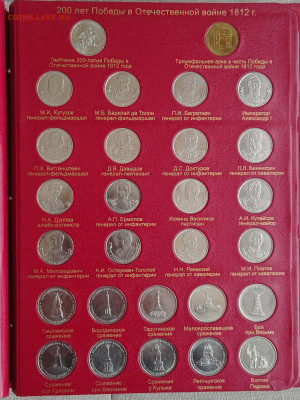 COINS.LAVE.RU
200 лет Победы в Отечественной войне 1812 г.
Эмблема 200-летия Победы в
Отечественной войне 1812 года
Триумфальная арка в честь Победы в
Отечественной войне 1812 года
М.И. Кутузов
генерал-фельдмаршал
М.Б. Барклай де Толли
генерал-фельдмаршал
П.И. Багратион
генерал от инфантерии
Император
Александр I
П.Х. Витгенштейн
генерал-фельдмаршал
Д.В. Давыдов
генерал-лейтенант
Д.С. Дохтуров
генерал от инфантерии
Л.Л. Беннигсен
генерал от кавалерии
Н.А. Дурова
штабс-ротмистр
А.П. Ермолов
генерал от инфантерии
Кожина Василиса
партизан
А.И. Кутайсов
генерал-майор
М.А. Милорадович
генерал от инфантерии
А.И. Остерман-Толстой
генерал от инфантерии
Н.Н. Раевский
генерал от кавалерии
М.И. Платов
генерал от кавалерии
Смоленское
сражение
Бородинское
сражение
Тарутинское
сражение
Малоярославецкое
сражение
Бой
при Вязьме
Сражение
при Красном
Сражение
при Березине
Сражение
у Кульма
Лейпцигское
сражение
Взятие
Парижа